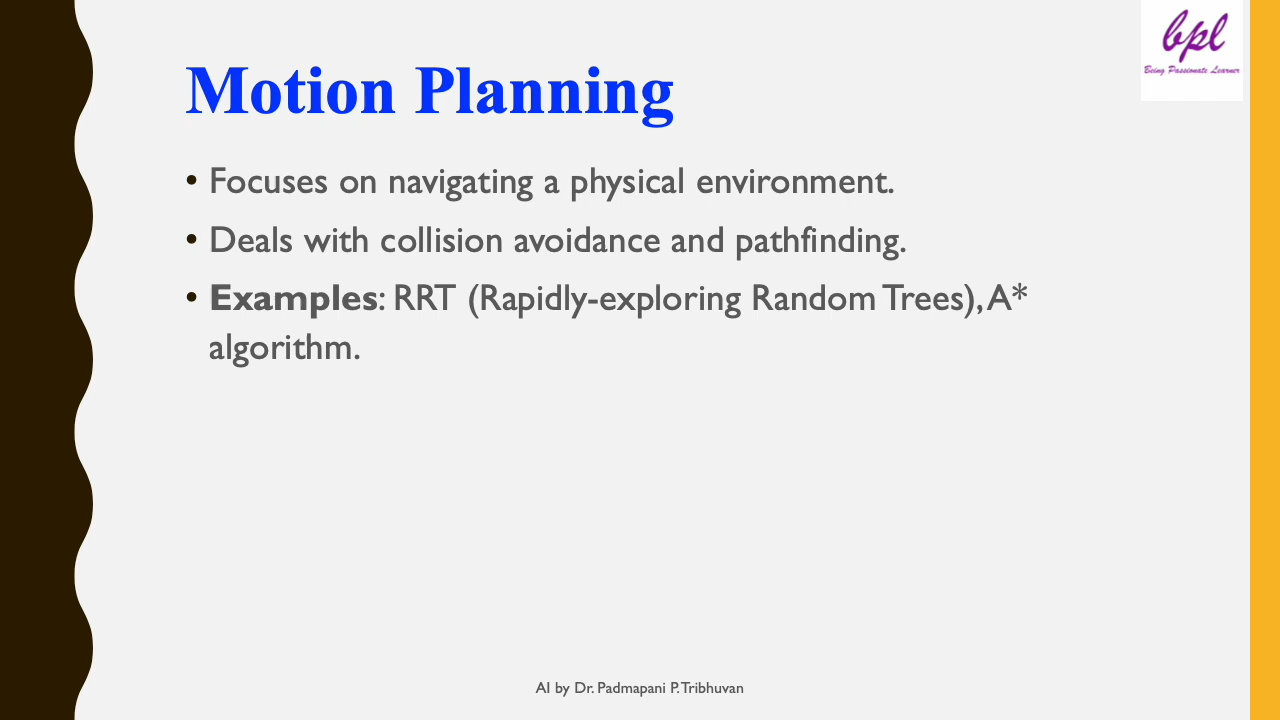 bpl
Being Passionate Learner
Motion Planning
• Focuses on navigating a physical environment.
• Deals with collision avoidance and pathfinding.
• Examples: RRT (Rapidly-exploring Random Trees), A*
algorithm.
AI by Dr. Padmapani P. Tribhuvan